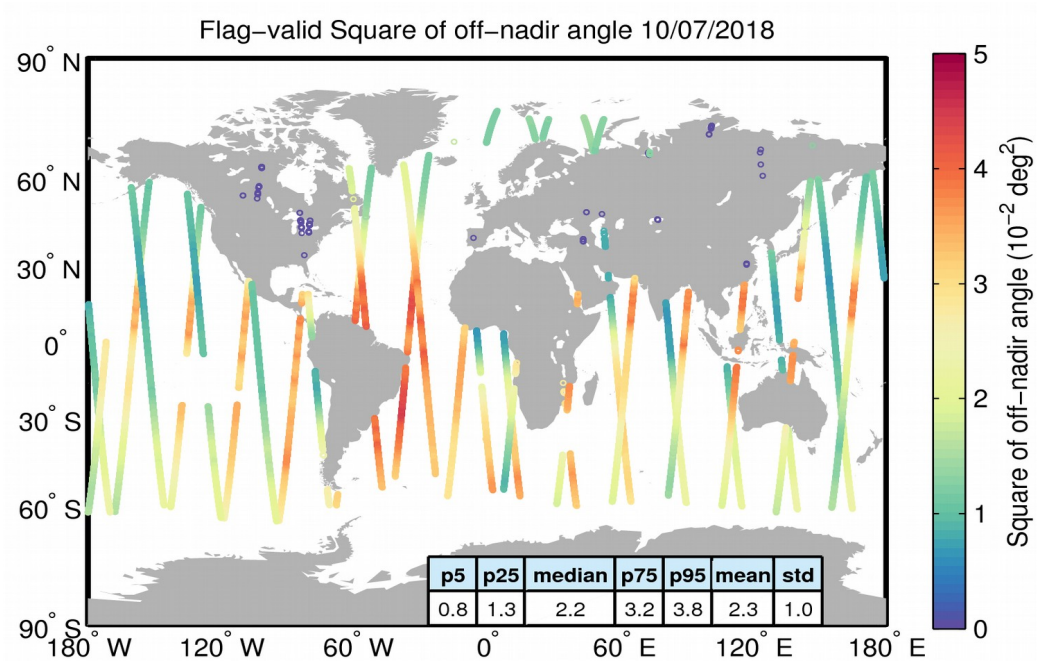 Flag-valid Square of off-nadir angle 10/07/2018
90° N
60° N
30° N
0°
30° S
60° S
90° S
180° W
120° W
60° W
0°
60° E
120° E
180° E
p5 p25 median p75 p95 mean std
0.8 1.3 2.2 3.2 3.8 2.3 1.0
5
4
3
2
1
0
Square of off-nadir angle (10⁻² deg²)